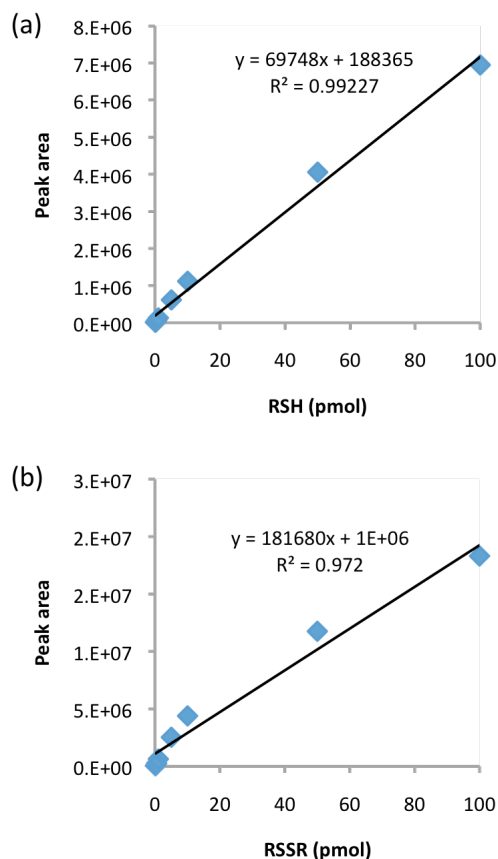 (a)
8.E+06
7.E+06
6.E+06
5.E+06
4.E+06
3.E+06
2.E+06
1.E+06
0.E+00
y = 69748x + 188365
R² = 0.99227
Peak area
0 20 40 60 80 100
RSH (pmol)
(b)
3.E+07
2.E+07
2.E+07
1.E+07
5.E+06
0.E+00
y = 181680x + 1E+06
R² = 0.972
Peak area
0 20 40 60 80 100
RSSR (pmol)